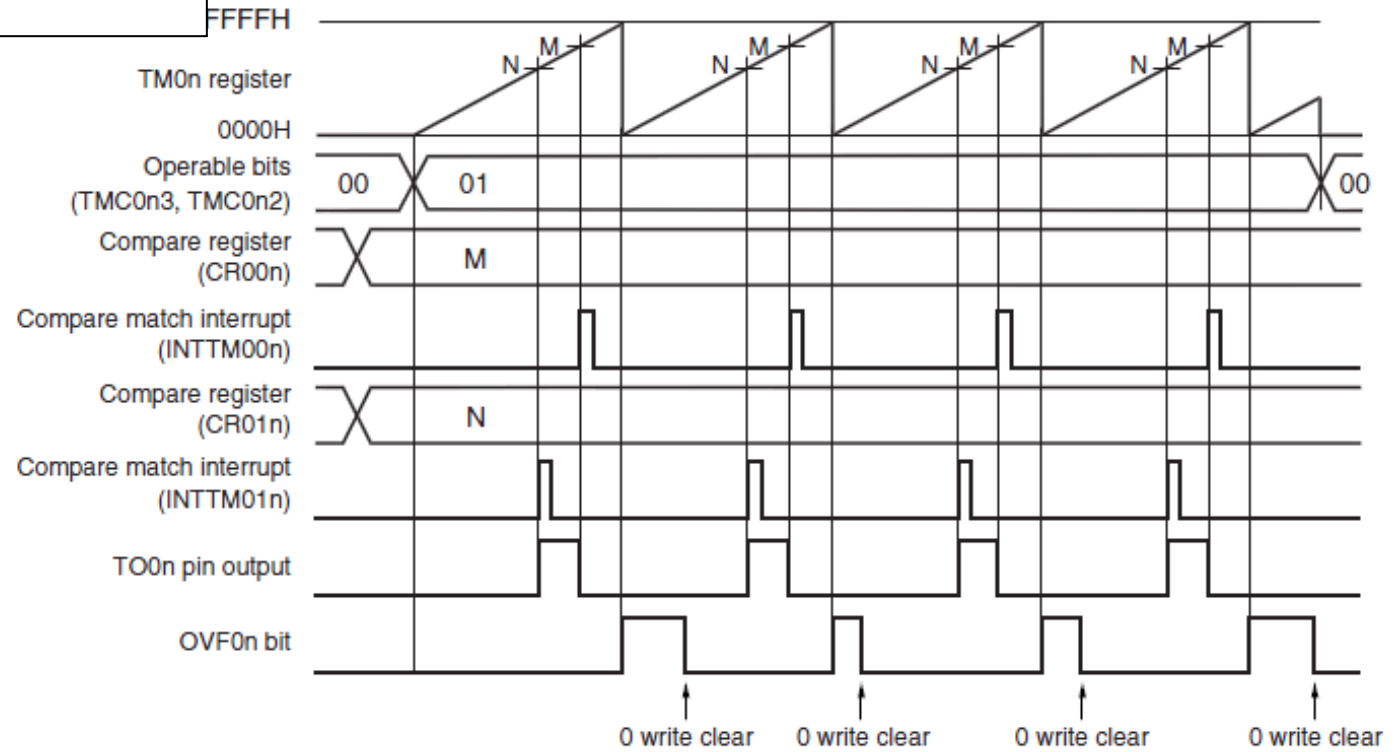 FFFFH
M M M M
N N N N
TM0n register
0000H
Operable bits
(TMC0n3, TMC0n2)
00 01 00
Compare register
(CR00n)
M
Compare match interrupt
(INTTM00n)
Compare register
(CR01n)
N
Compare match interrupt
(INTTM01n)
TO0n pin output
OVF0n bit
0 write clear 0 write clear 0 write clear 0 write clear